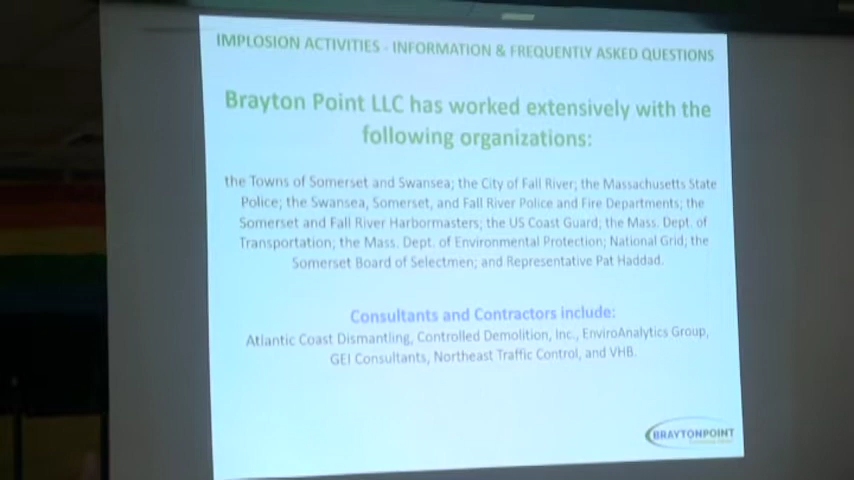 IMPLOSION ACTIVITIES - INFORMATION & FREQUENTLY ASKED QUESTIONS
Brayton Point LLC has worked extensively with the
following organizations:
the Towns of Somerset and Swansea; the City of Fall River; the Massachusetts State
Police; the Swansea, Somerset, and Fall River Police and Fire Departments; the
Somerset and Fall River Harbormasters; the US Coast Guard; the Mass. Dept. of
Transportation; the Mass. Dept. of Environmental Protection; National Grid; the
Somerset Board of Selectmen; and Representative Pat Haddad.
Consultants and Contractors include:
Atlantic Coast Dismantling, Controlled Demolition, Inc., EnviroAnalytics Group,
GEI Consultants, Northeast Traffic Control, and VHB.
BRAYTONPOINT